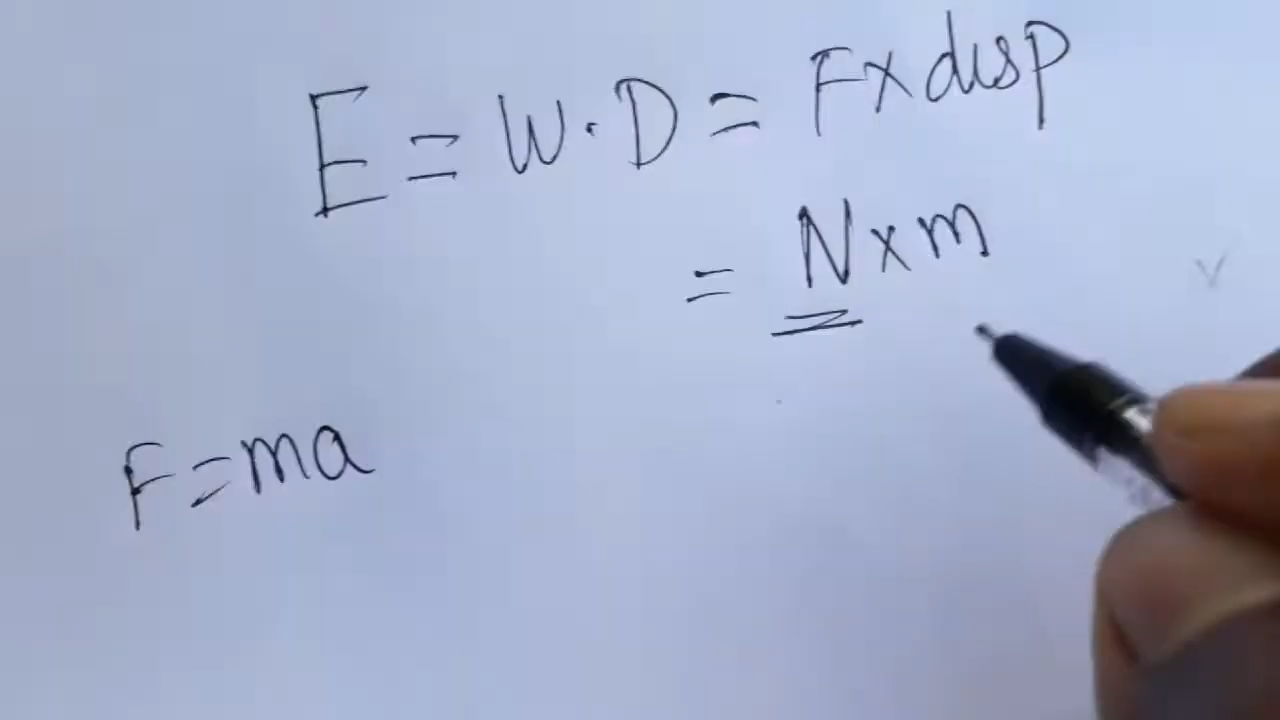 E = W.D = F x disp
= N x m
F = ma